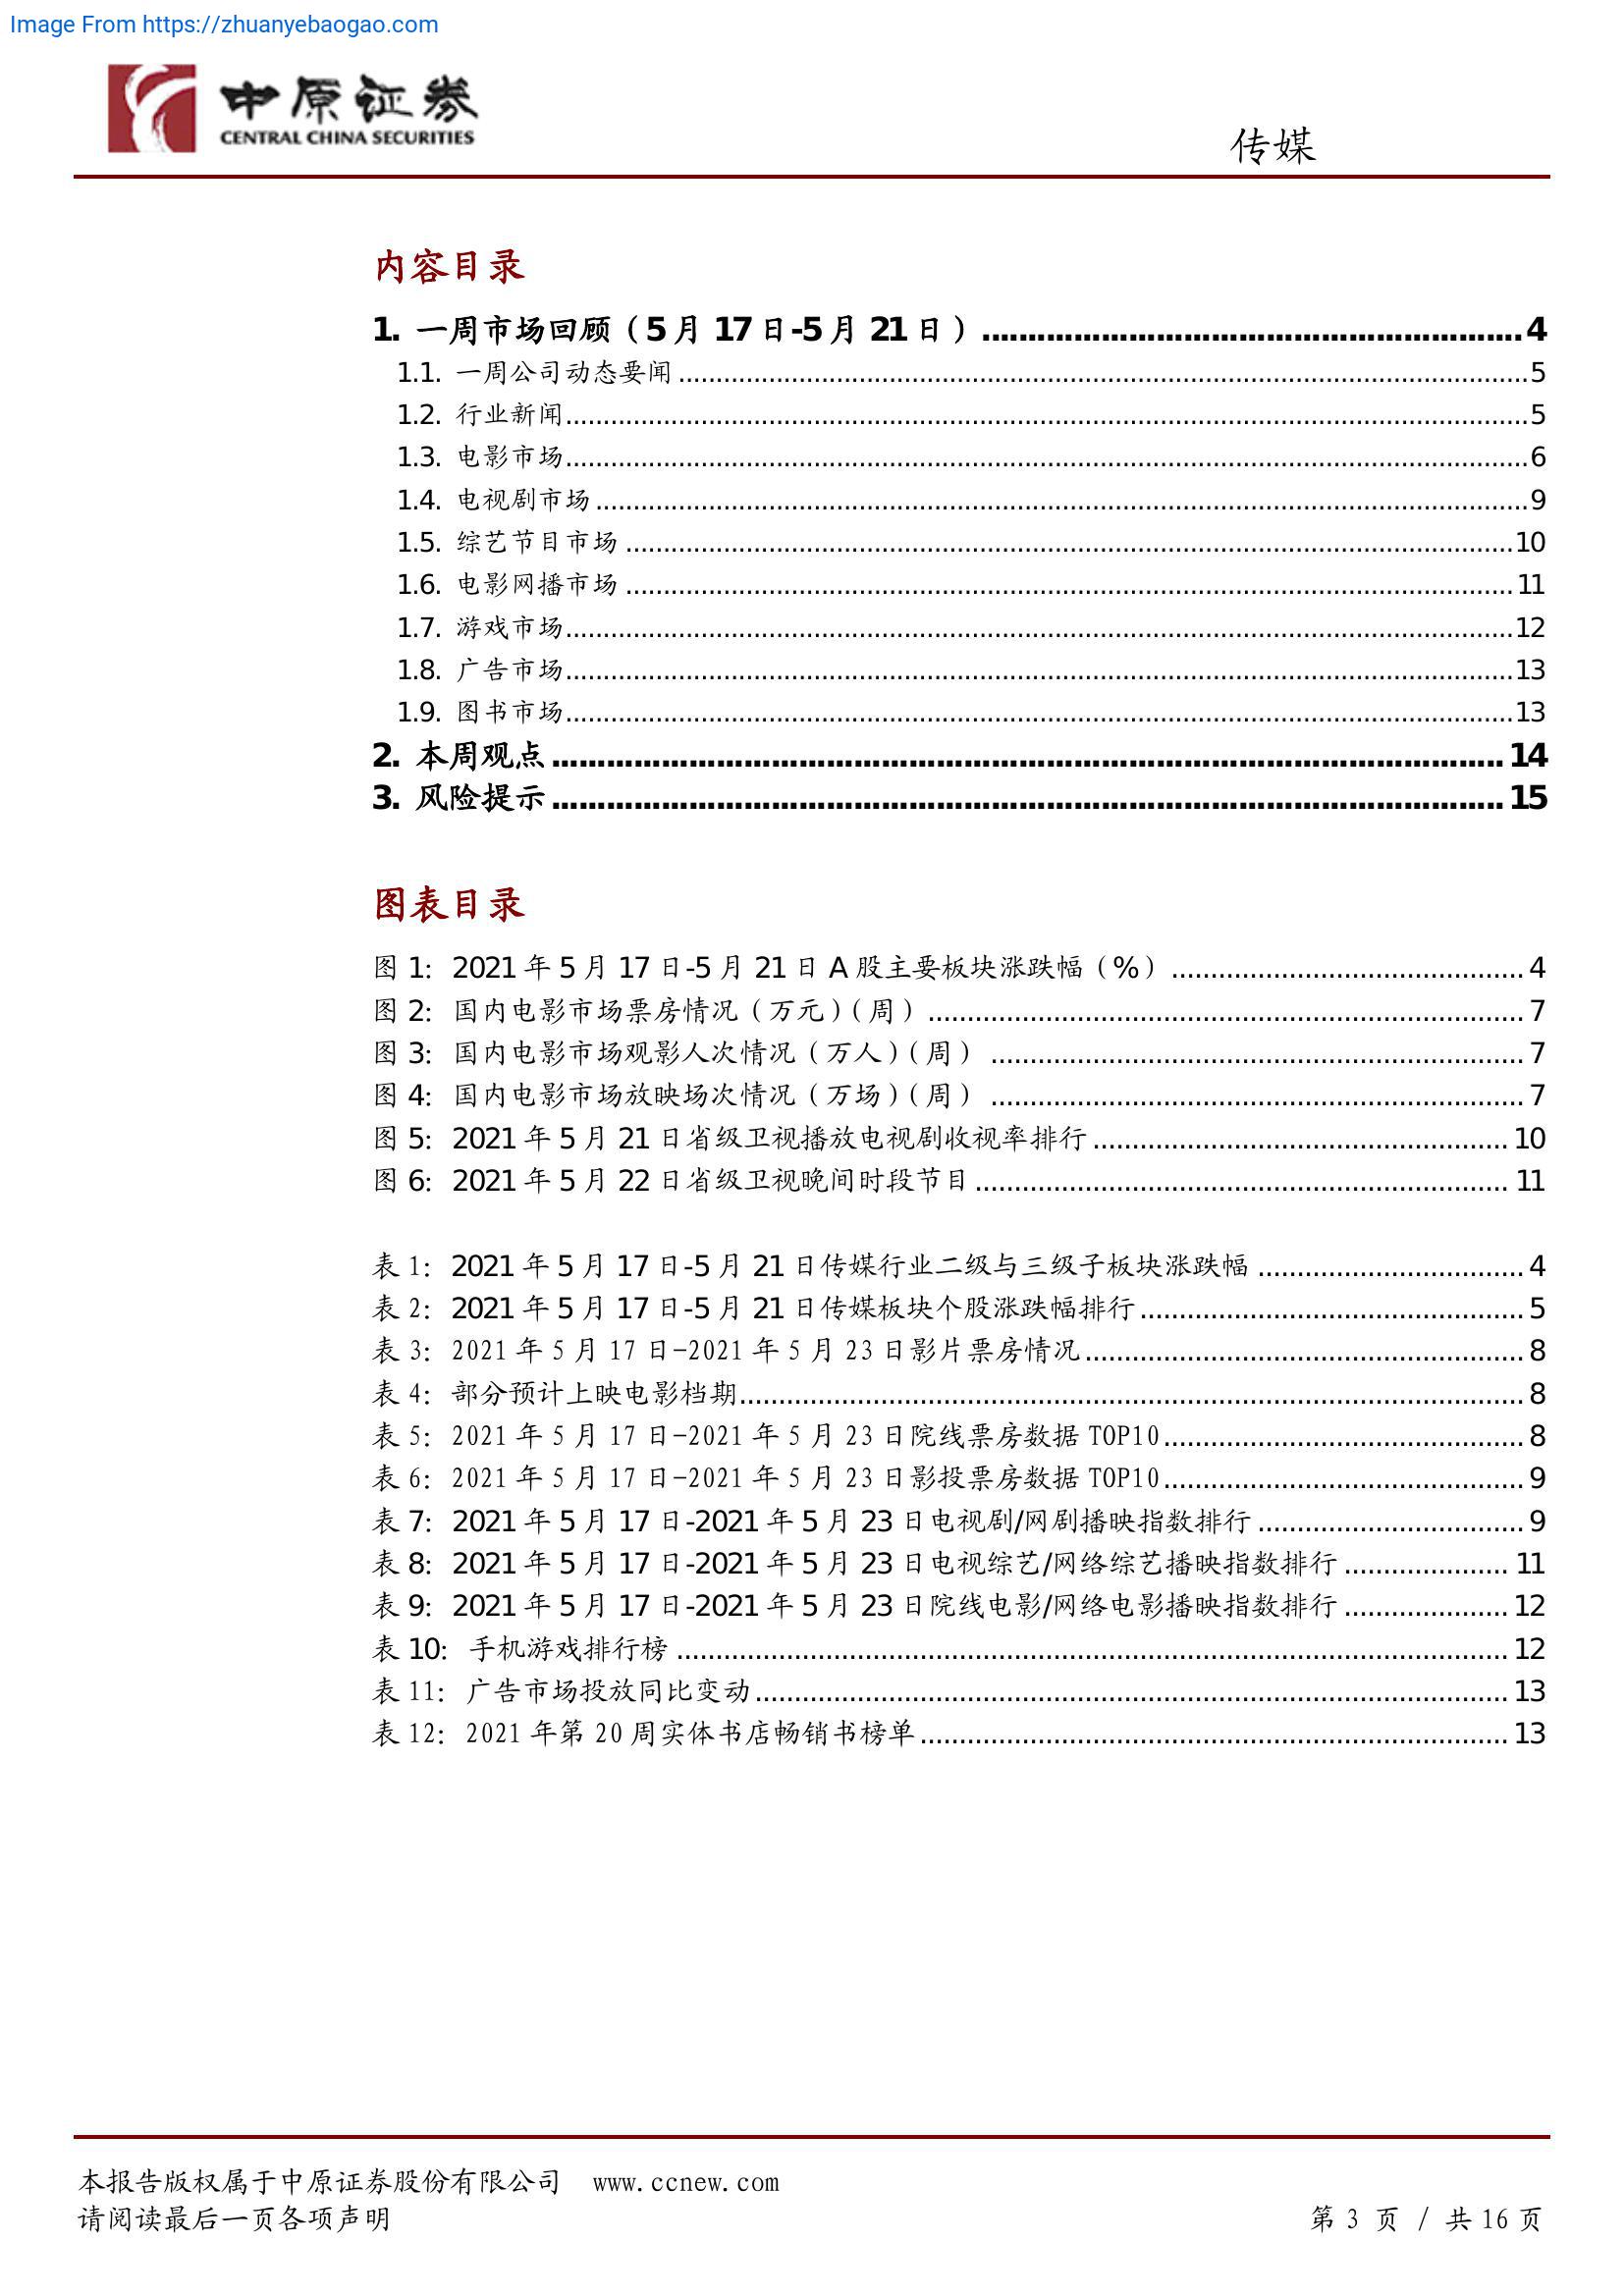 Image From https://zhuanyebaogao.com
中原证券
CENTRAL CHINA SECURITIES
传媒
内容目录
1. 一周市场回顾（5 月 17 日-5 月 21 日）........................................................4
1.1. 一周公司动态要闻........................................................5
1.2. 行业新闻........................................................5
1.3. 电影市场........................................................6
1.4. 电视剧市场........................................................9
1.5. 综艺节目市场........................................................10
1.6. 电影网播市场........................................................11
1.7. 游戏市场........................................................12
1.8. 广告市场........................................................13
1.9. 图书市场........................................................13
2. 本周观点........................................................14
3. 风险提示........................................................15
图表目录
图 1: 2021 年 5 月 17 日-5 月 21 日 A 股主要板块涨跌幅（%）........................................................4
图 2: 国内电影市场票房情况（万元）（周）........................................................7
图 3: 国内电影市场观影人次情况（万人）（周）........................................................7
图 4: 国内电影市场放映场次情况（万场）（周）........................................................7
图 5: 2021 年 5 月 21 日省级卫视播放电视剧收视率排行........................................................10
图 6: 2021 年 5 月 22 日省级卫视晚间时段节目........................................................11
表 1: 2021 年 5 月 17 日-5 月 21 日传媒行业二级与三级子板块涨跌幅........................................................4
表 2: 2021 年 5 月 17 日-5 月 21 日传媒板块个股涨跌幅排行........................................................5
表 3: 2021 年 5 月 17 日-2021 年 5 月 23 日影片票房情况........................................................8
表 4: 部分预计上映电影档期........................................................8
表 5: 2021 年 5 月 17 日-2021 年 5 月 23 日院线票房数据 TOP10........................................................8
表 6: 2021 年 5 月 17 日-2021 年 5 月 23 日影投票房数据 TOP10........................................................9
表 7: 2021 年 5 月 17 日-2021 年 5 月 23 日电视剧/网剧播映指数排行........................................................9
表 8: 2021 年 5 月 17 日-2021 年 5 月 23 日电视综艺/网络综艺播映指数排行........................................................11
表 9: 2021 年 5 月 17 日-2021 年 5 月 23 日院线电影/网络电影播映指数排行........................................................12
表 10: 手机游戏排行榜........................................................12
表 11: 广告市场投放同比变动........................................................13
表 12: 2021 年第 20 周实体书店畅销书榜单........................................................13
本报告版权属于中原证券股份有限公司 www.ccnew.com
请阅读最后一页各项声明 第 3 页 / 共 16 页